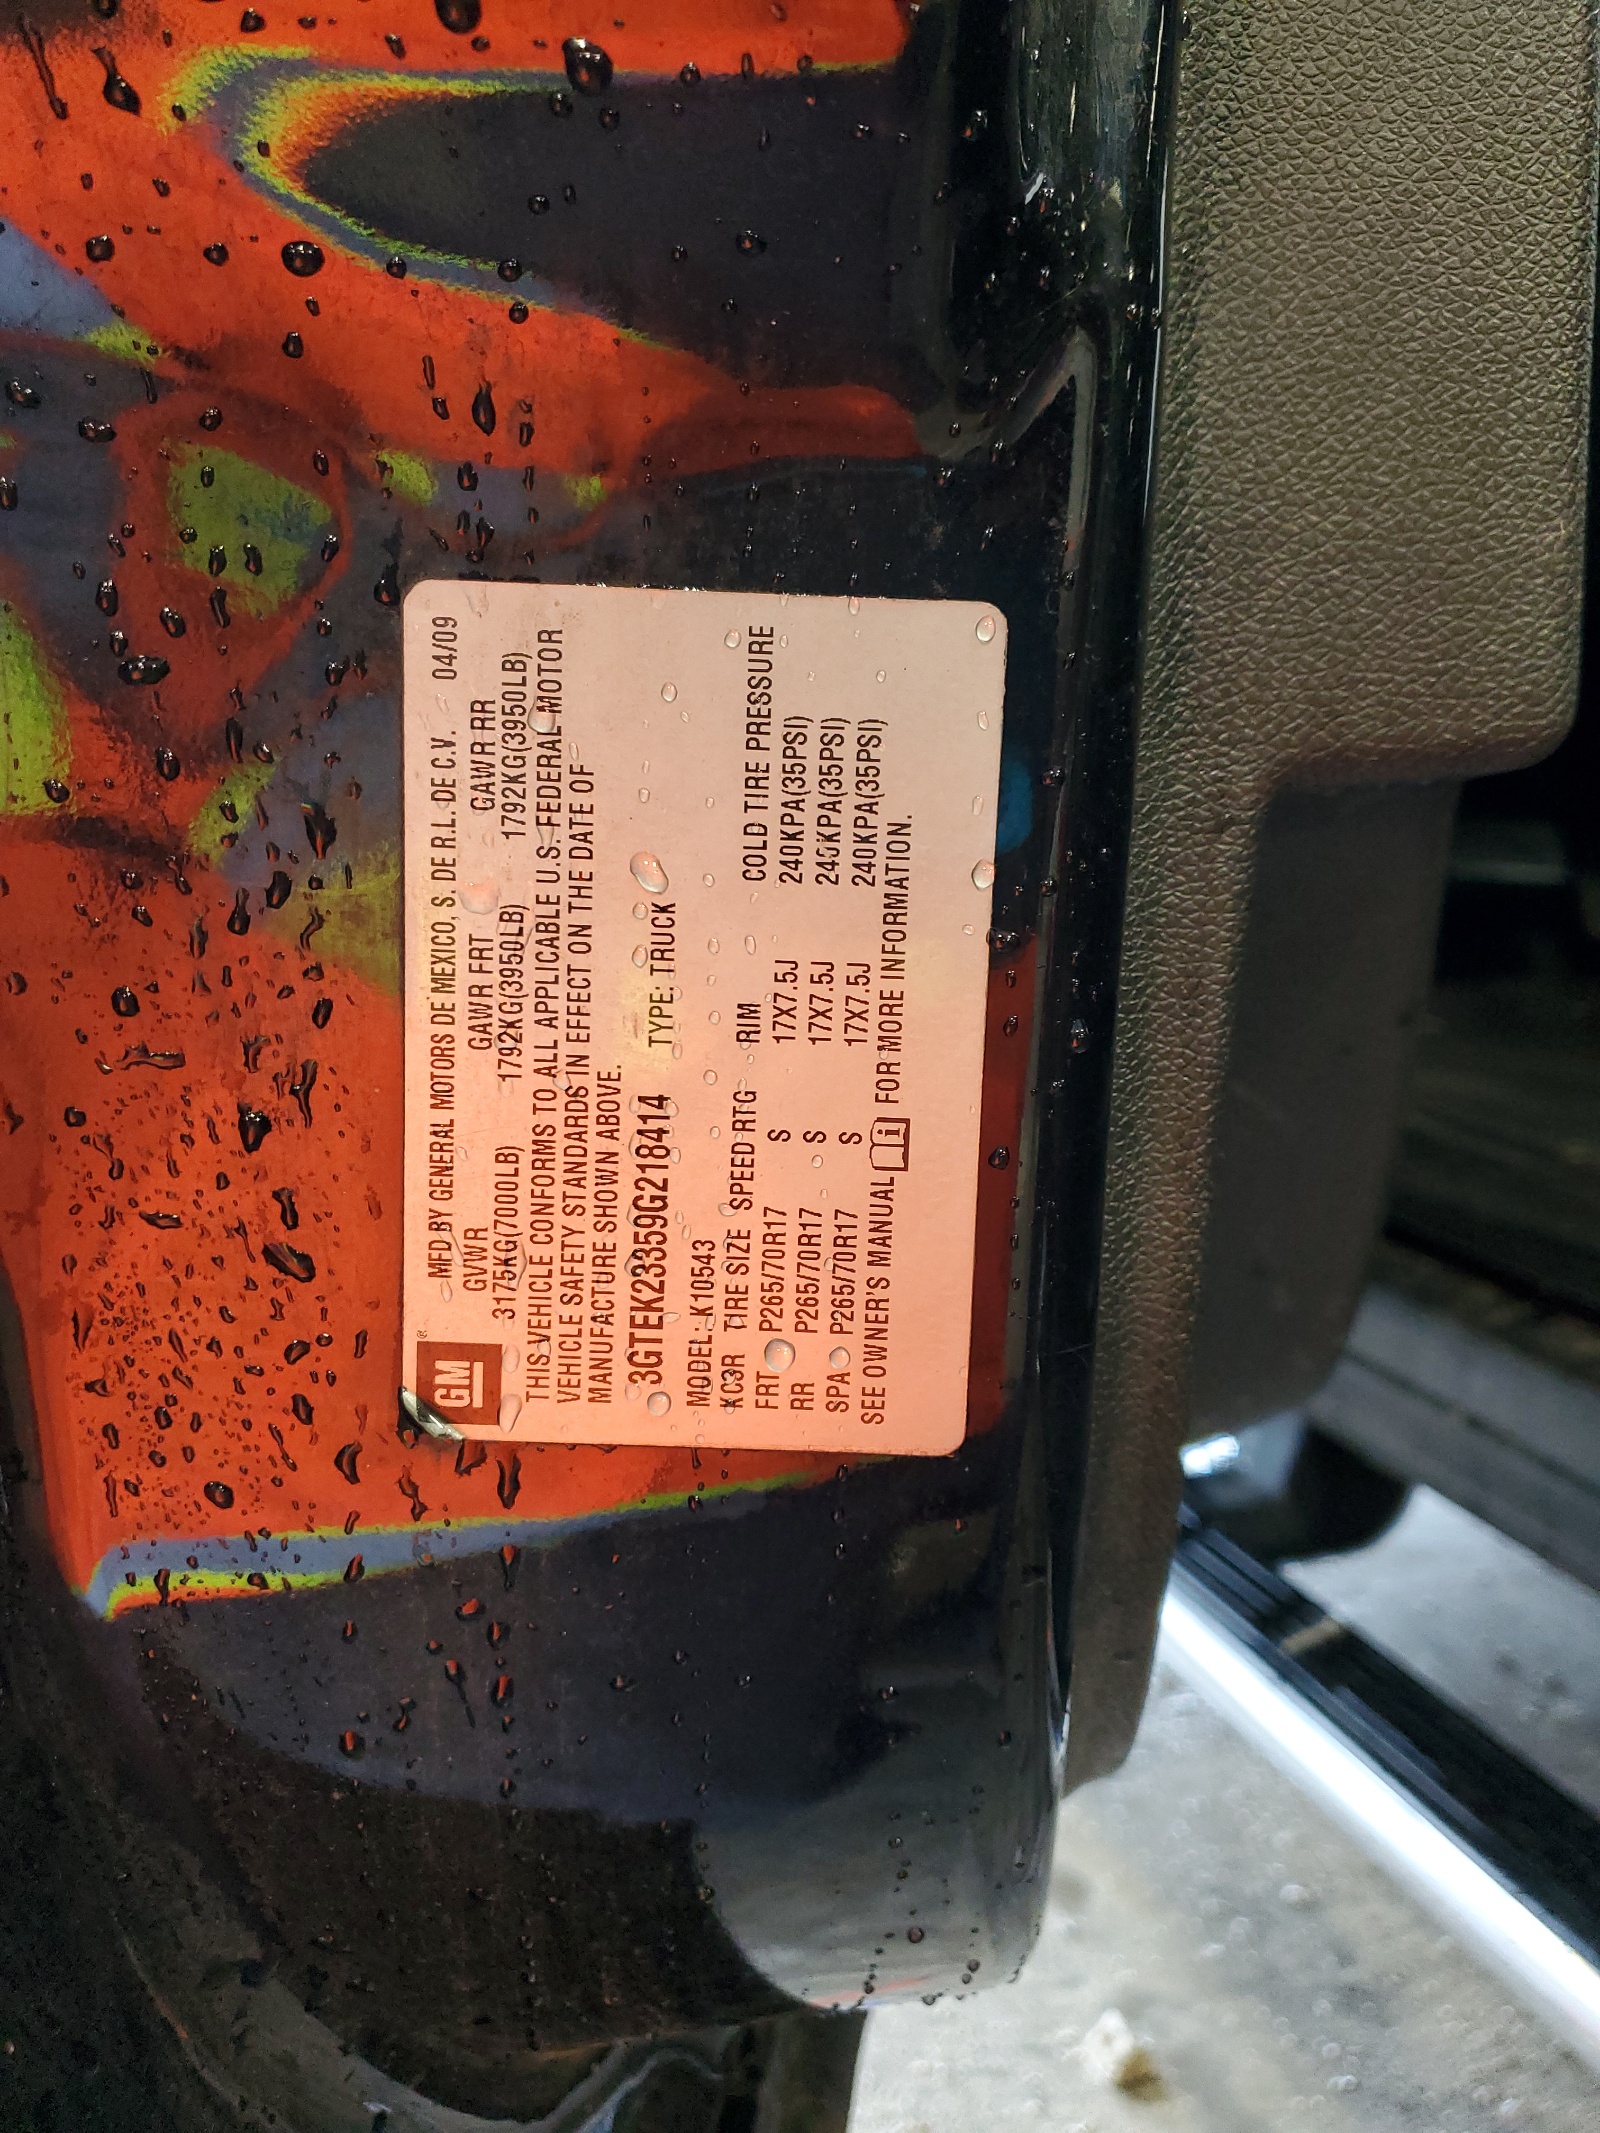 GM ®
MFD BY GENERAL MOTORS DE MEXICO, S. DE R.L. DE C.V. 04/09
GVWR GAWR FRT GAWR RR
3175KG(7000LB) 1792KG(3950LB) 1792KG(3950LB)
THIS VEHICLE CONFORMS TO ALL APPLICABLE U.S. FEDERAL MOTOR
VEHICLE SAFETY STANDARDS IN EFFECT ON THE DATE OF
MANUFACTURE SHOWN ABOVE.
3GTEK23359G218414 TYPE: TRUCK
MODEL: K10543
KC3R TIRE SIZE SPEED RTG RIM COLD TIRE PRESSURE
FRT P265/70R17 S 17X7.5J 240KPA(35PSI)
RR P265/70R17 S 17X7.5J 240KPA(35PSI)
SPA P265/70R17 S 17X7.5J 240KPA(35PSI)
SEE OWNER'S MANUAL i FOR MORE INFORMATION.